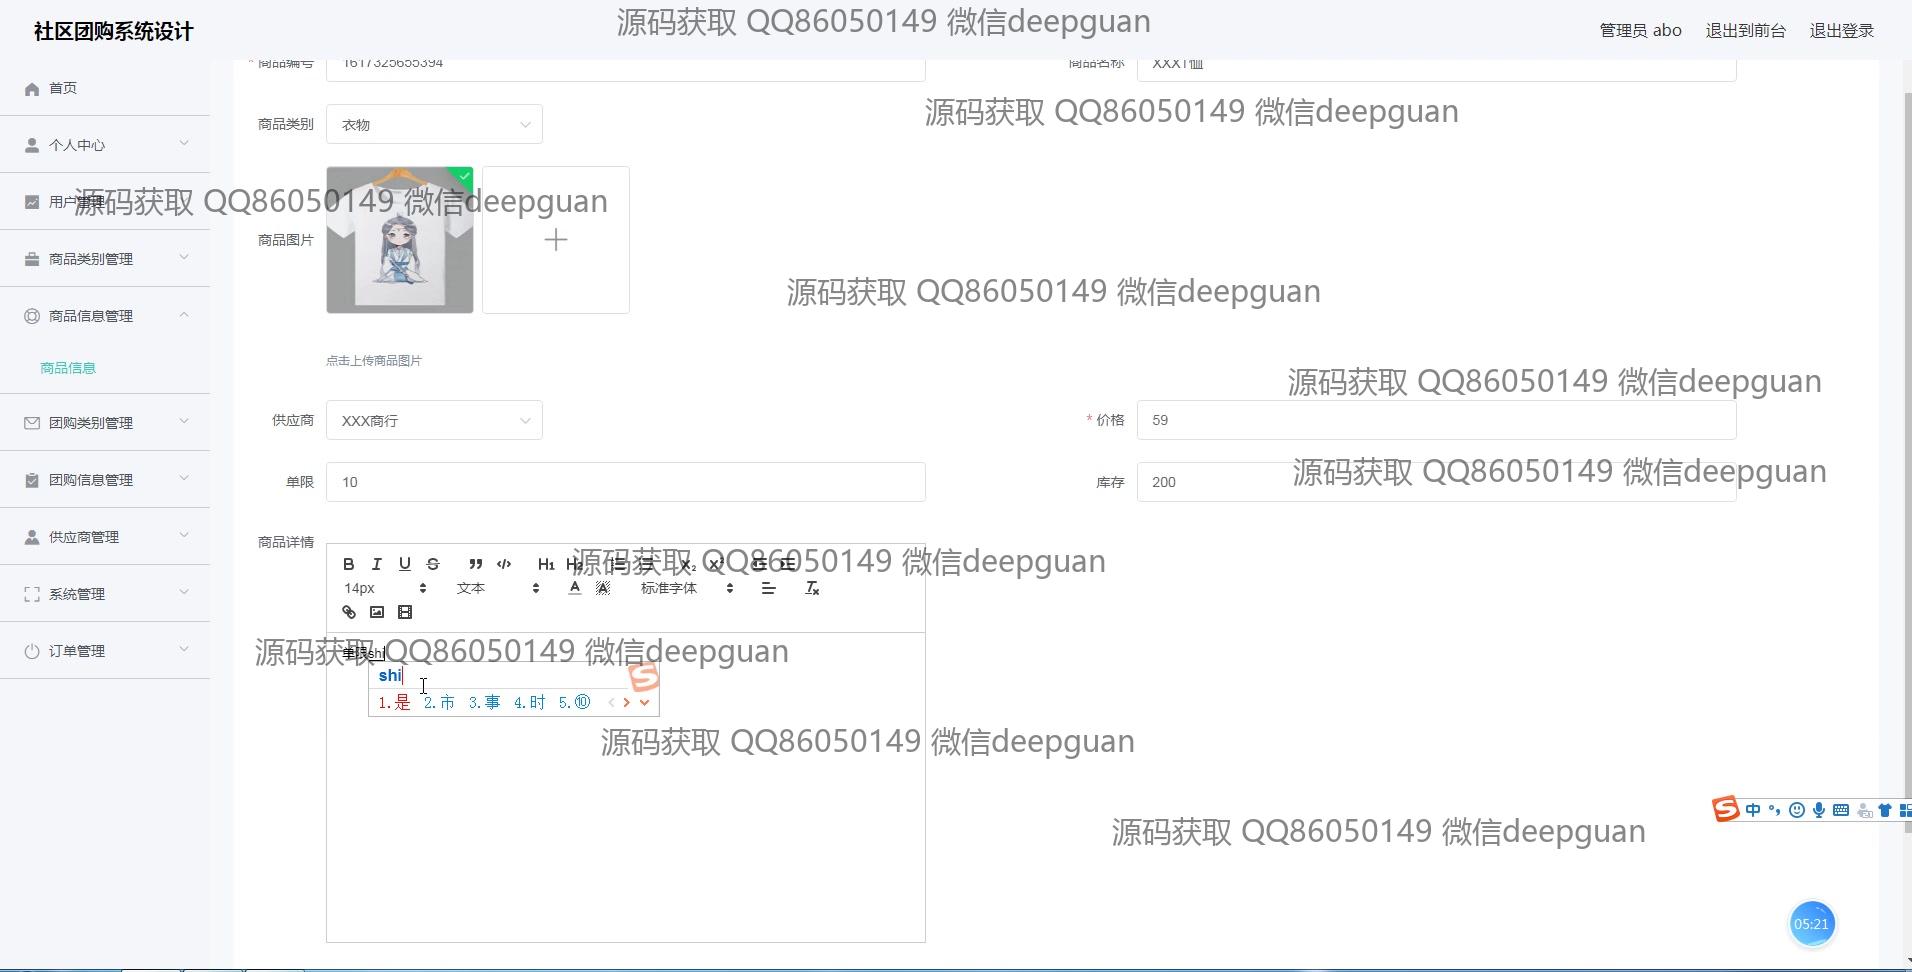 社区团购系统设计
源码获取 QQ86050149 微信deepguan
管理员 abo 退出到前台 退出登录
* 商品编号 1617325655394
商品名称 XXXT恤
首页
个人中心
用户管理
商品类别管理
商品信息管理
商品信息
团购类别管理
团购信息管理
供应商管理
系统管理
订单管理
源码获取 QQ86050149 微信deepguan
商品类别 衣物
源码获取 QQ86050149 微信deepguan
商品图片
源码获取 QQ86050149 微信deepguan
点击上传商品图片
源码获取 QQ86050149 微信deepguan
供应商 XXX商行
* 价格 59
源码获取 QQ86050149 微信deepguan
单限 10
库存 200
商品详情
源码获取 QQ86050149 微信deepguan
B I U S H1 H2 X2 X2
14px 文本 A A 标准字体 Tx
源码获取 QQ86050149 微信deepguan
单限shi
shi
1.是 2.市 3.事 4.时 5.⑩
源码获取 QQ86050149 微信deepguan
S 中
源码获取 QQ86050149 微信deepguan
05:21